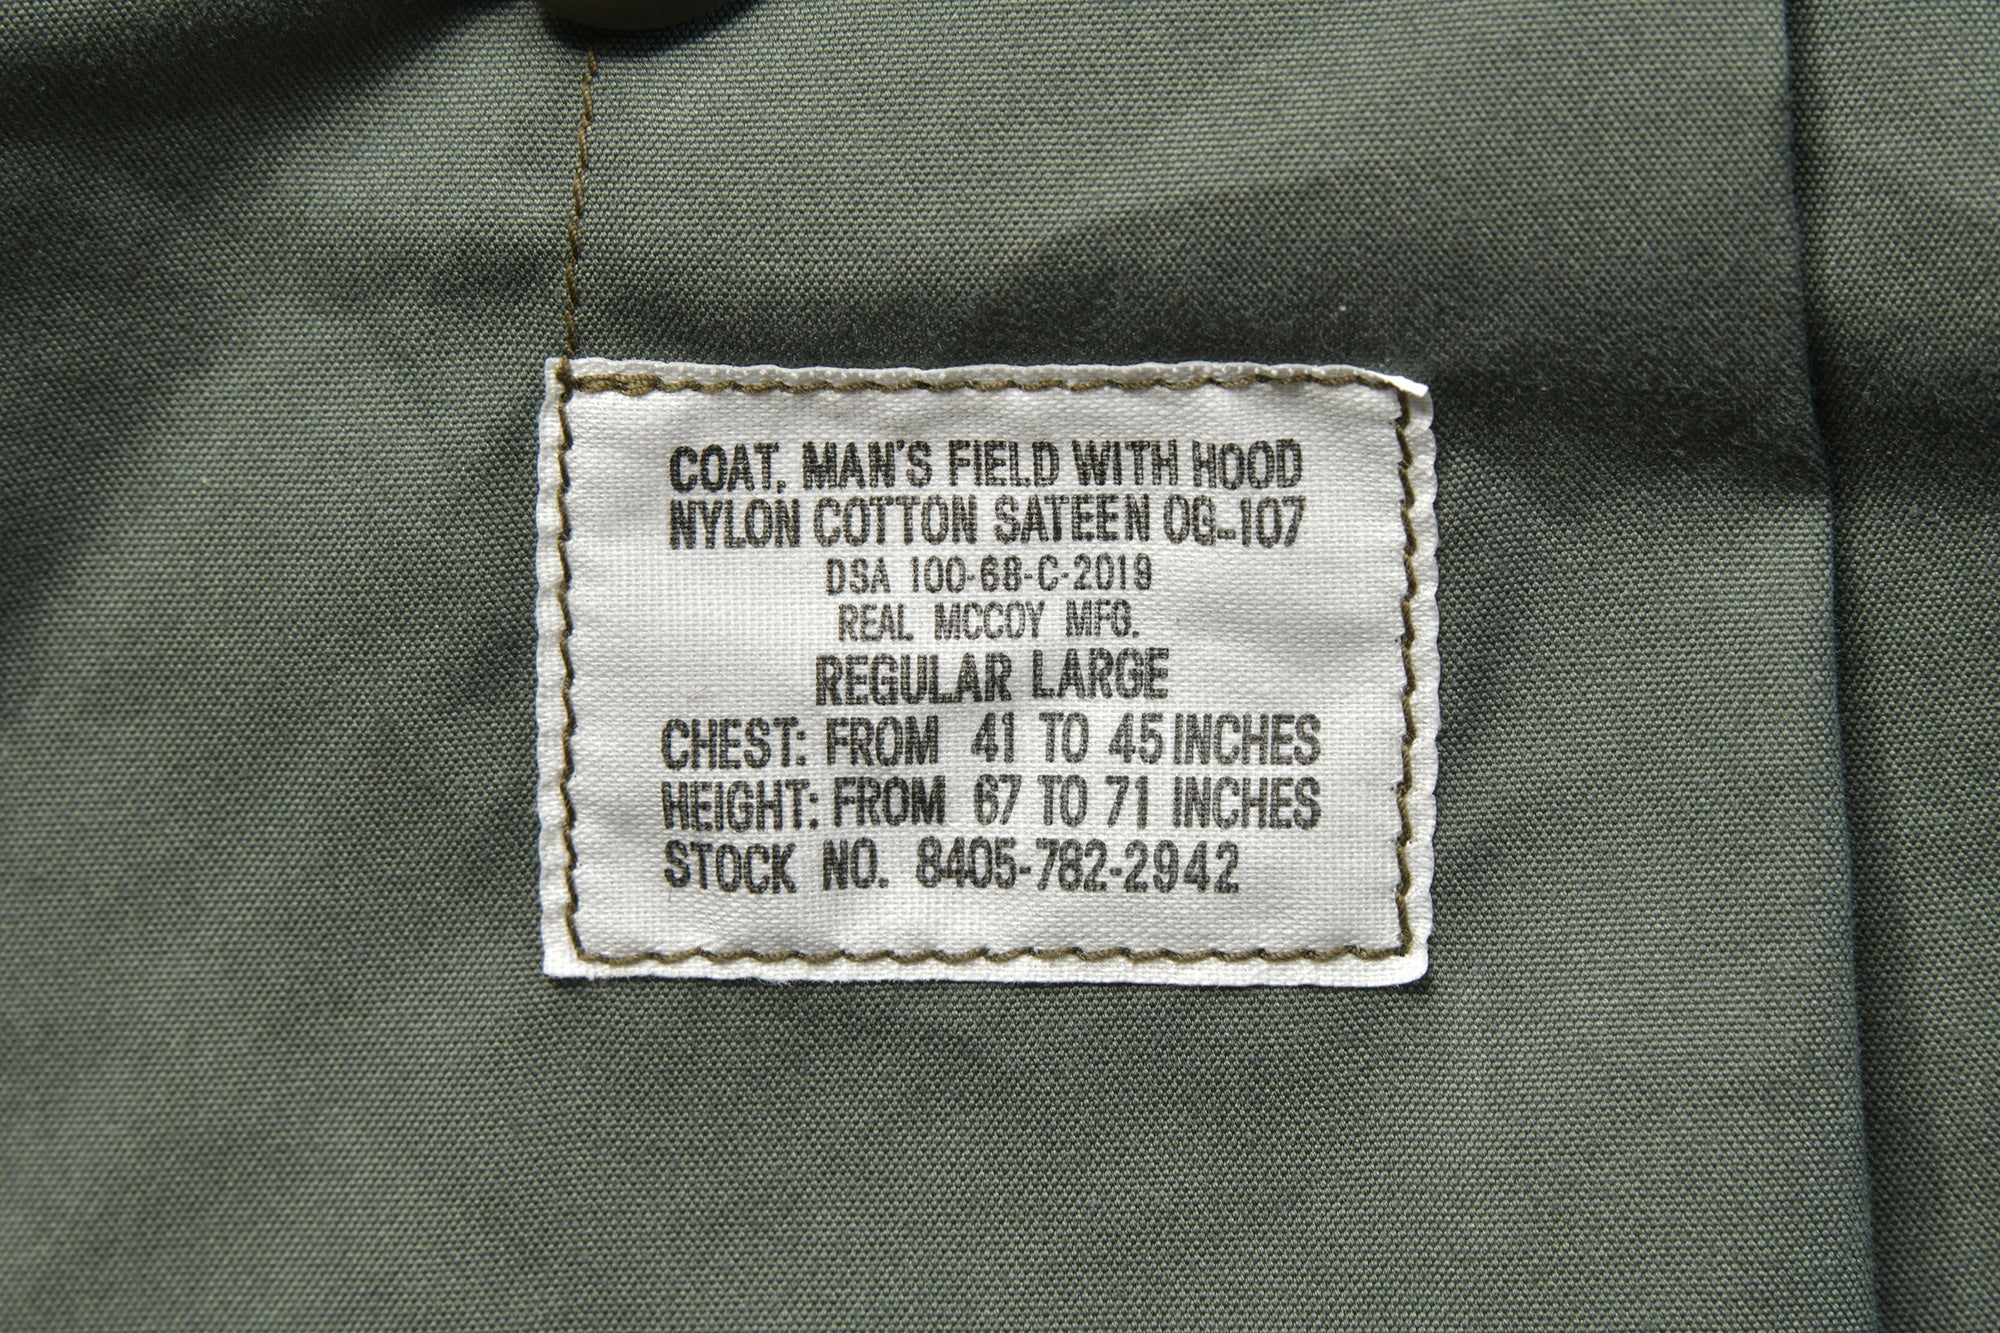 COAT, MAN'S FIELD WITH HOOD
NYLON COTTON SATEEN OG-107
DSA 100-68-C-2019
REAL MCCOY MFG.
REGULAR LARGE
CHEST: FROM 41 TO 45 INCHES
HEIGHT: FROM 67 TO 71 INCHES
STOCK NO. 8405-782-2942